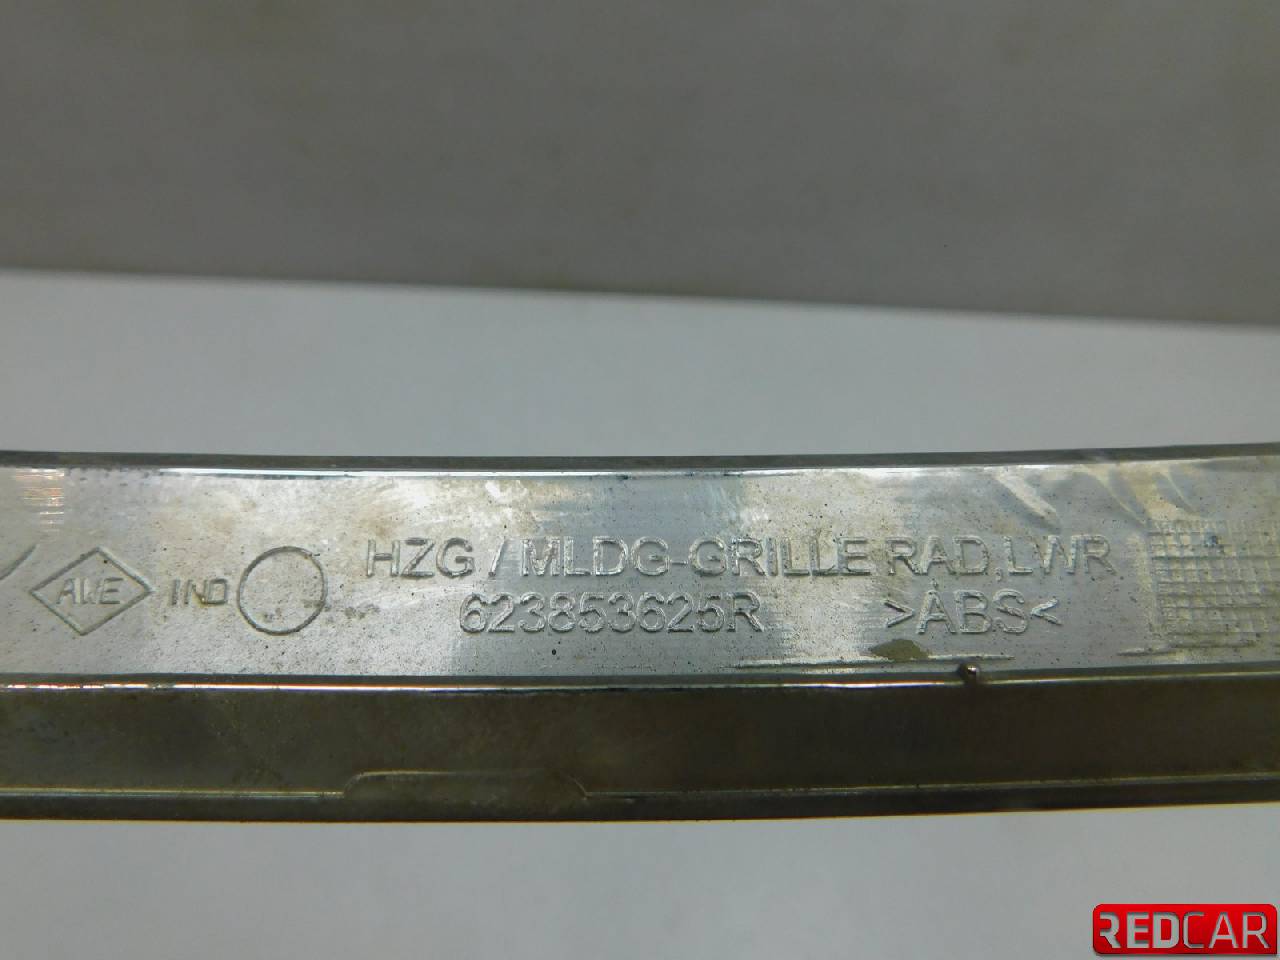 AWE IND
HZG / MLDG-GRILLE RAD,LWR
623853625R >ABS<
REDCAR